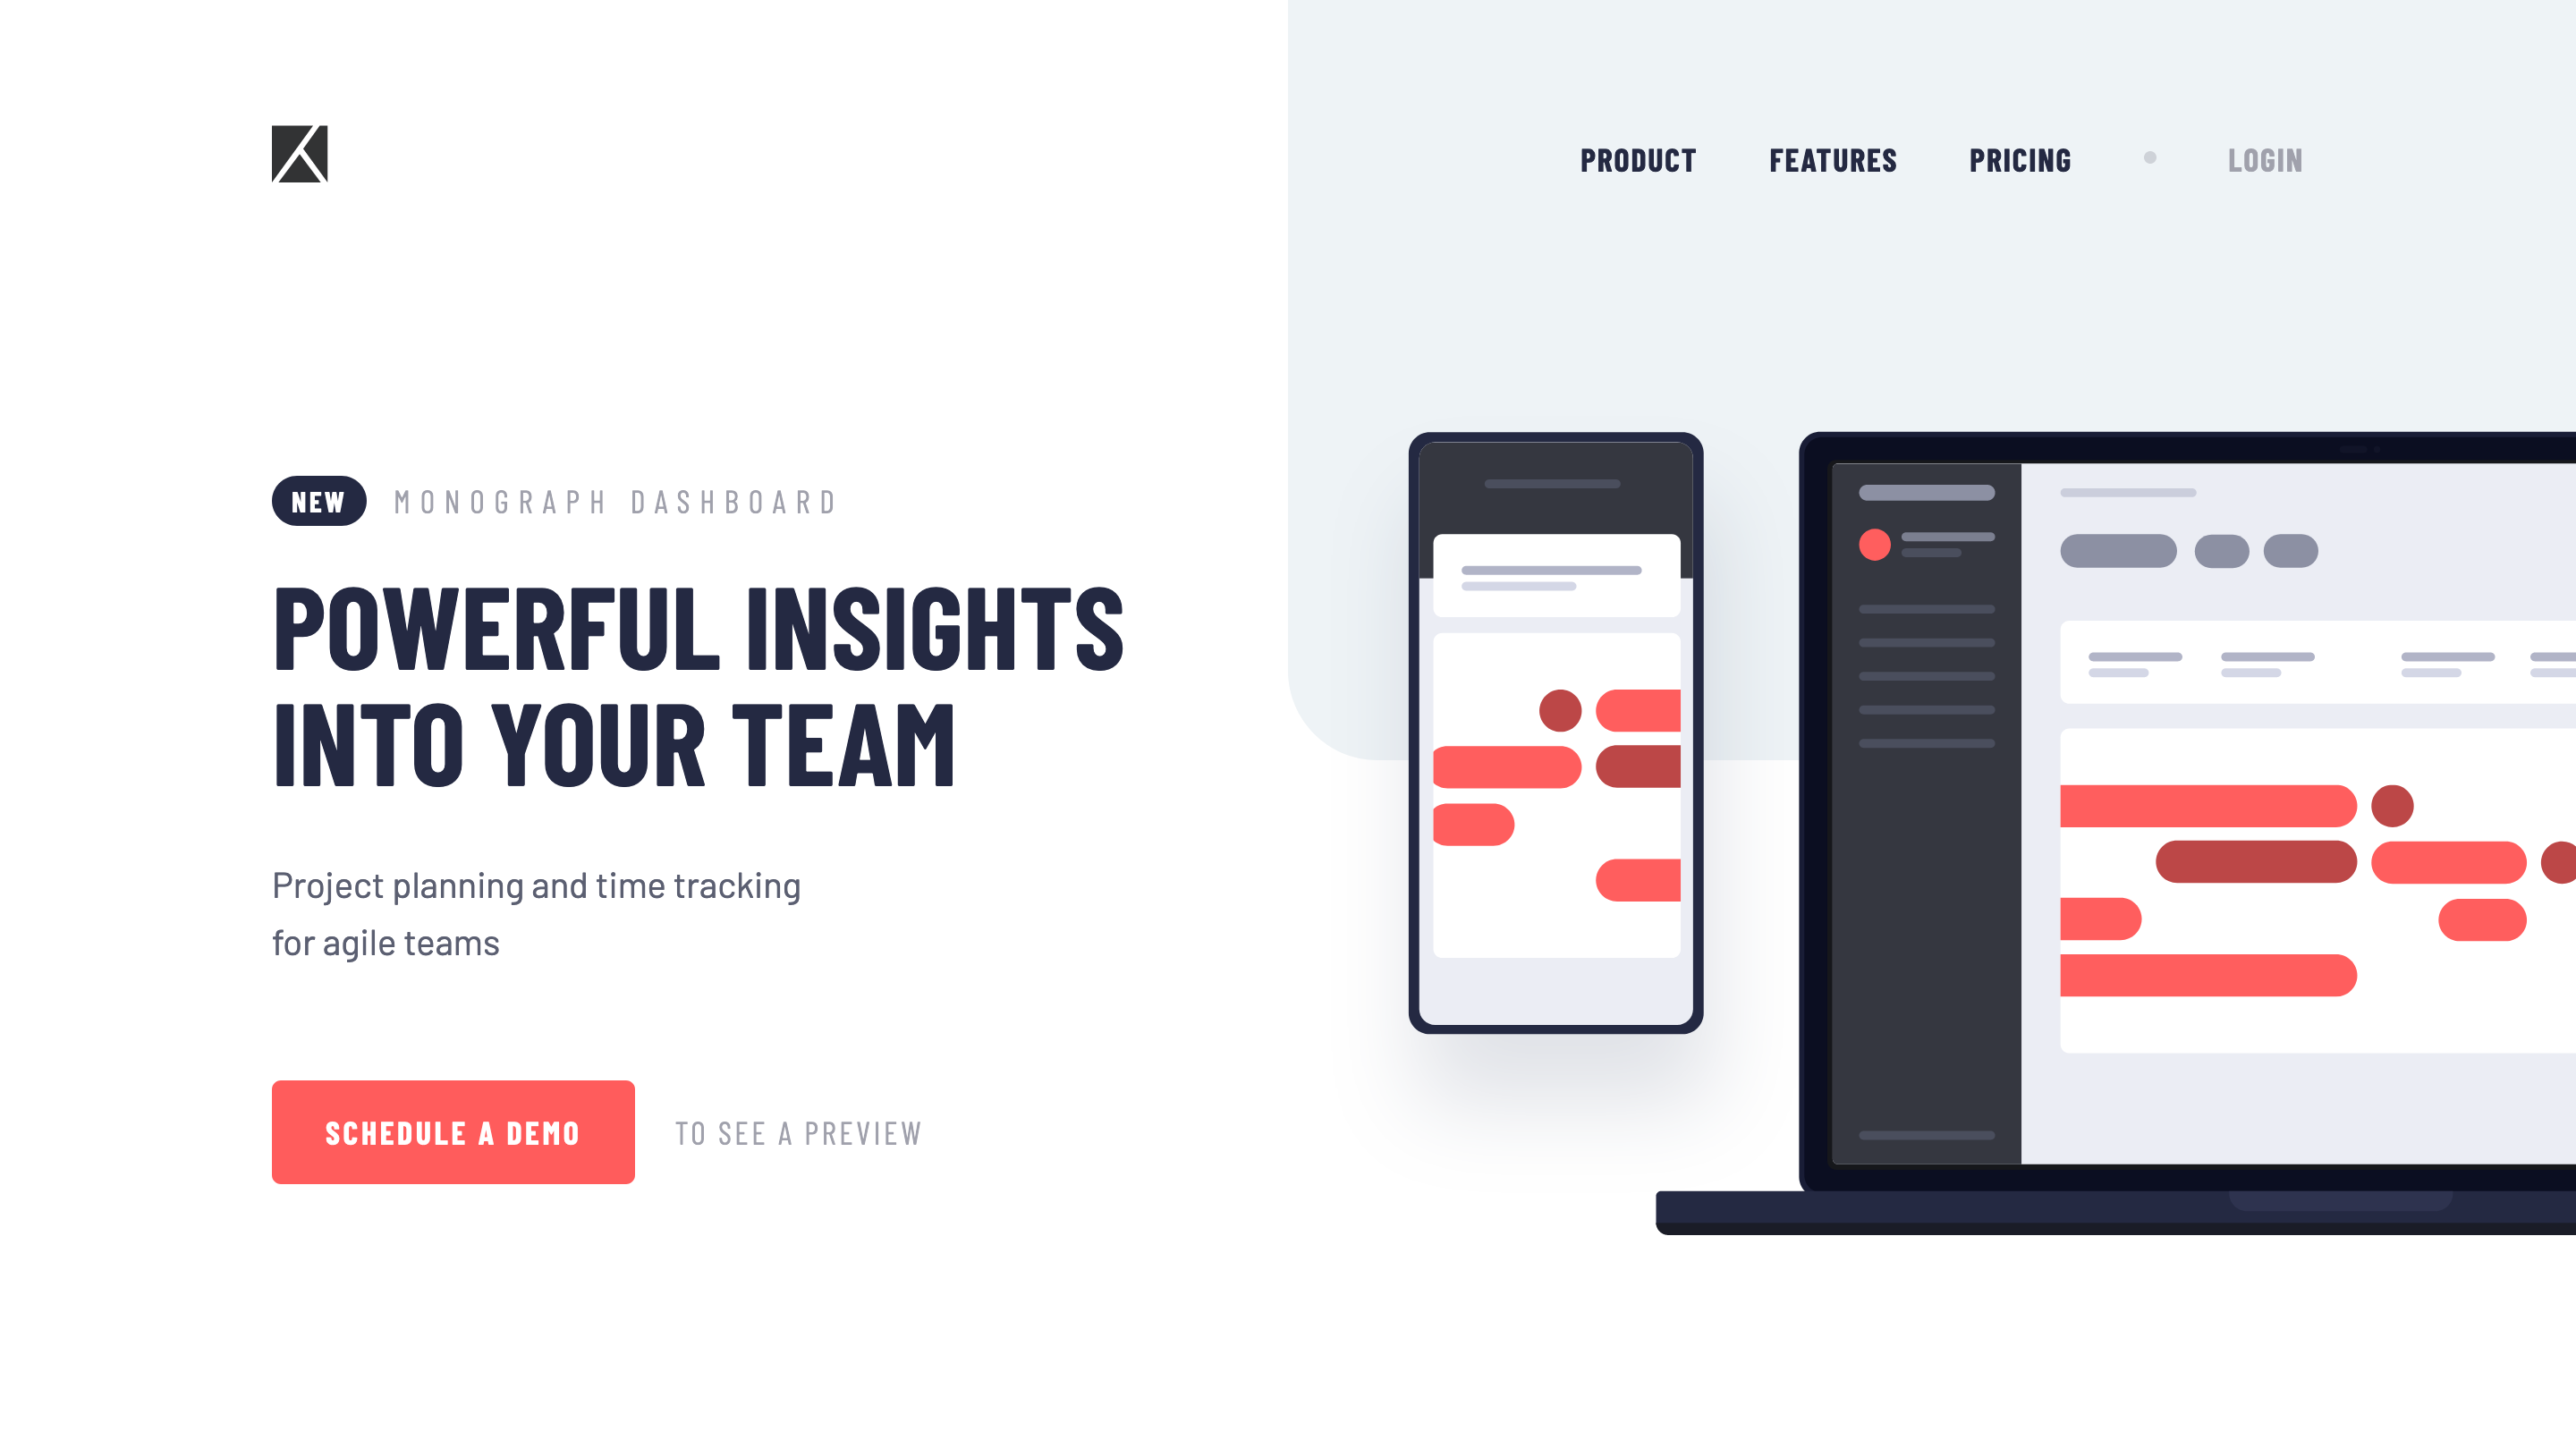 PRODUCT FEATURES PRICING LOGIN
NEW MONOGRAPH DASHBOARD
POWERFUL INSIGHTS
INTO YOUR TEAM
Project planning and time tracking
for agile teams
SCHEDULE A DEMO TO SEE A PREVIEW